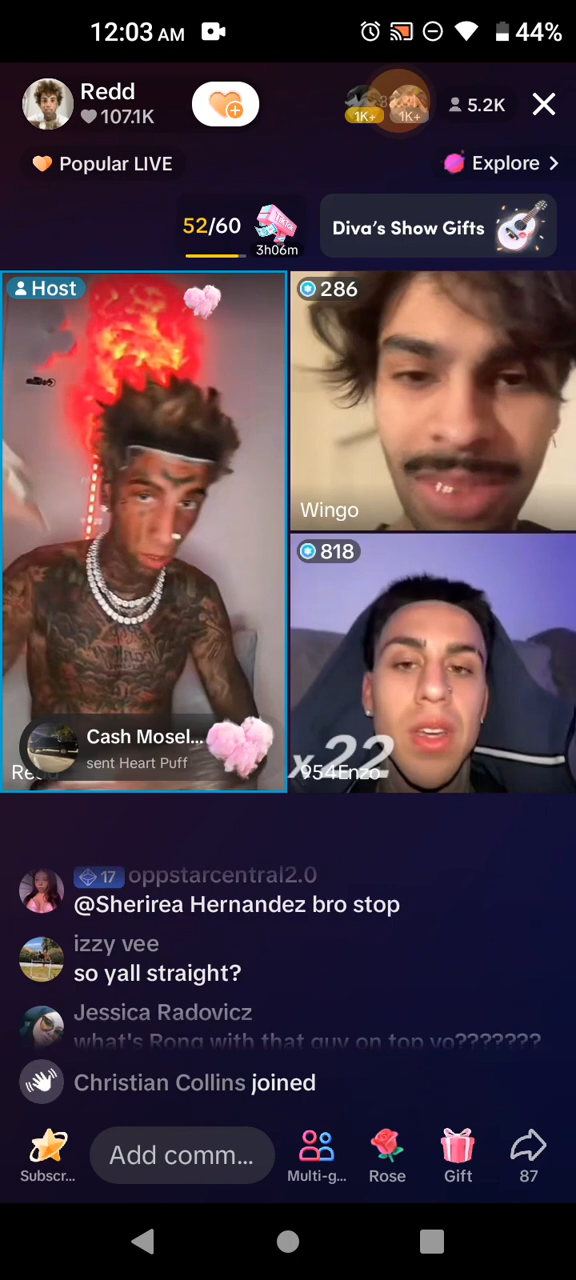 12:03 AM
44%
Redd
107.1K
1K+
1K+
5.2K
Popular LIVE
Explore >
52/60
3h06m
Diva's Show Gifts
Host
286
Wingo
818
Cash Mosel...
sent Heart Puff
x22
954Enzo
17 oppstarcentral2.0
@Sherirea Hernandez bro stop
izzy vee
so yall straight?
Jessica Radovicz
what's Rong with that guy on top yo???????
Christian Collins joined
Subscr...
Add comm...
Multi-g...
Rose
Gift
87